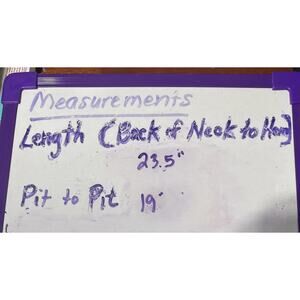 Measurements
Length (Back of Neck to Hem)
23.5"
Pit to Pit 19"